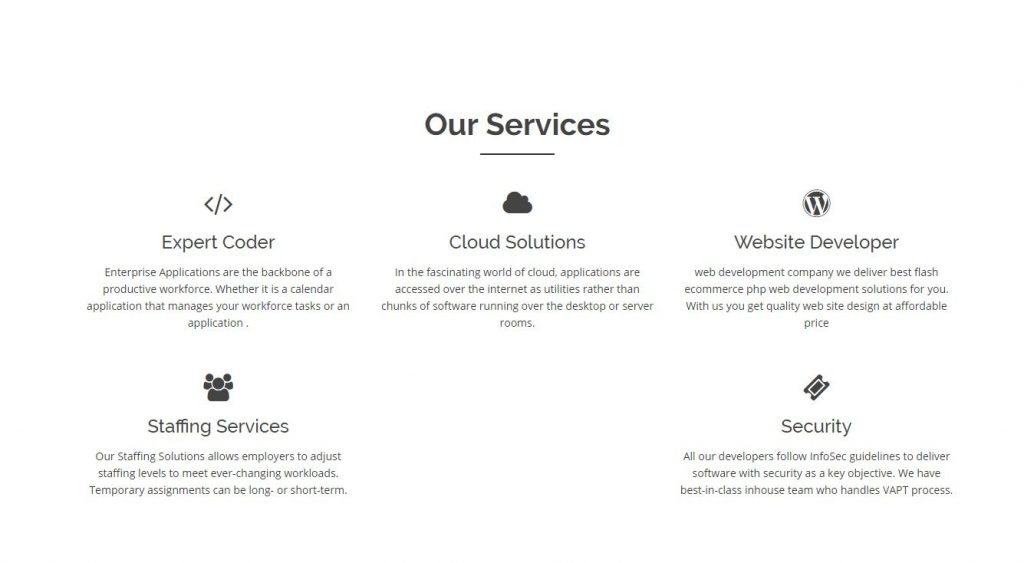 Our Services
Expert Coder
Enterprise Applications are the backbone of a
productive workforce. Whether it is a calendar
application that manages your workforce tasks or an
application .
Cloud Solutions
In the fascinating world of cloud, applications are
accessed over the internet as utilities rather than
chunks of software running over the desktop or server
rooms.
Website Developer
web development company we deliver best flash
ecommerce php web development solutions for you.
With us you get quality web site design at affordable
price
Staffing Services
Our Staffing Solutions allows employers to adjust
staffing levels to meet ever-changing workloads.
Temporary assignments can be long- or short-term.
Security
All our developers follow InfoSec guidelines to deliver
software with security as a key objective. We have
best-in-class inhouse team who handles VAPT process.